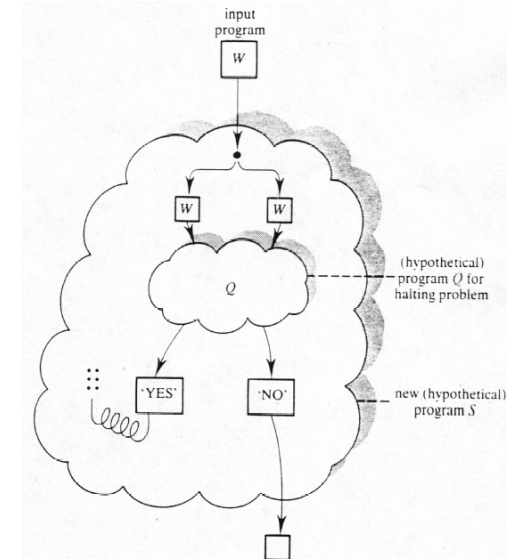 input
program
W
W
W
(hypothetical)
program Q for
halting problem
Q
'YES'
'NO'
new (hypothetical)
program S